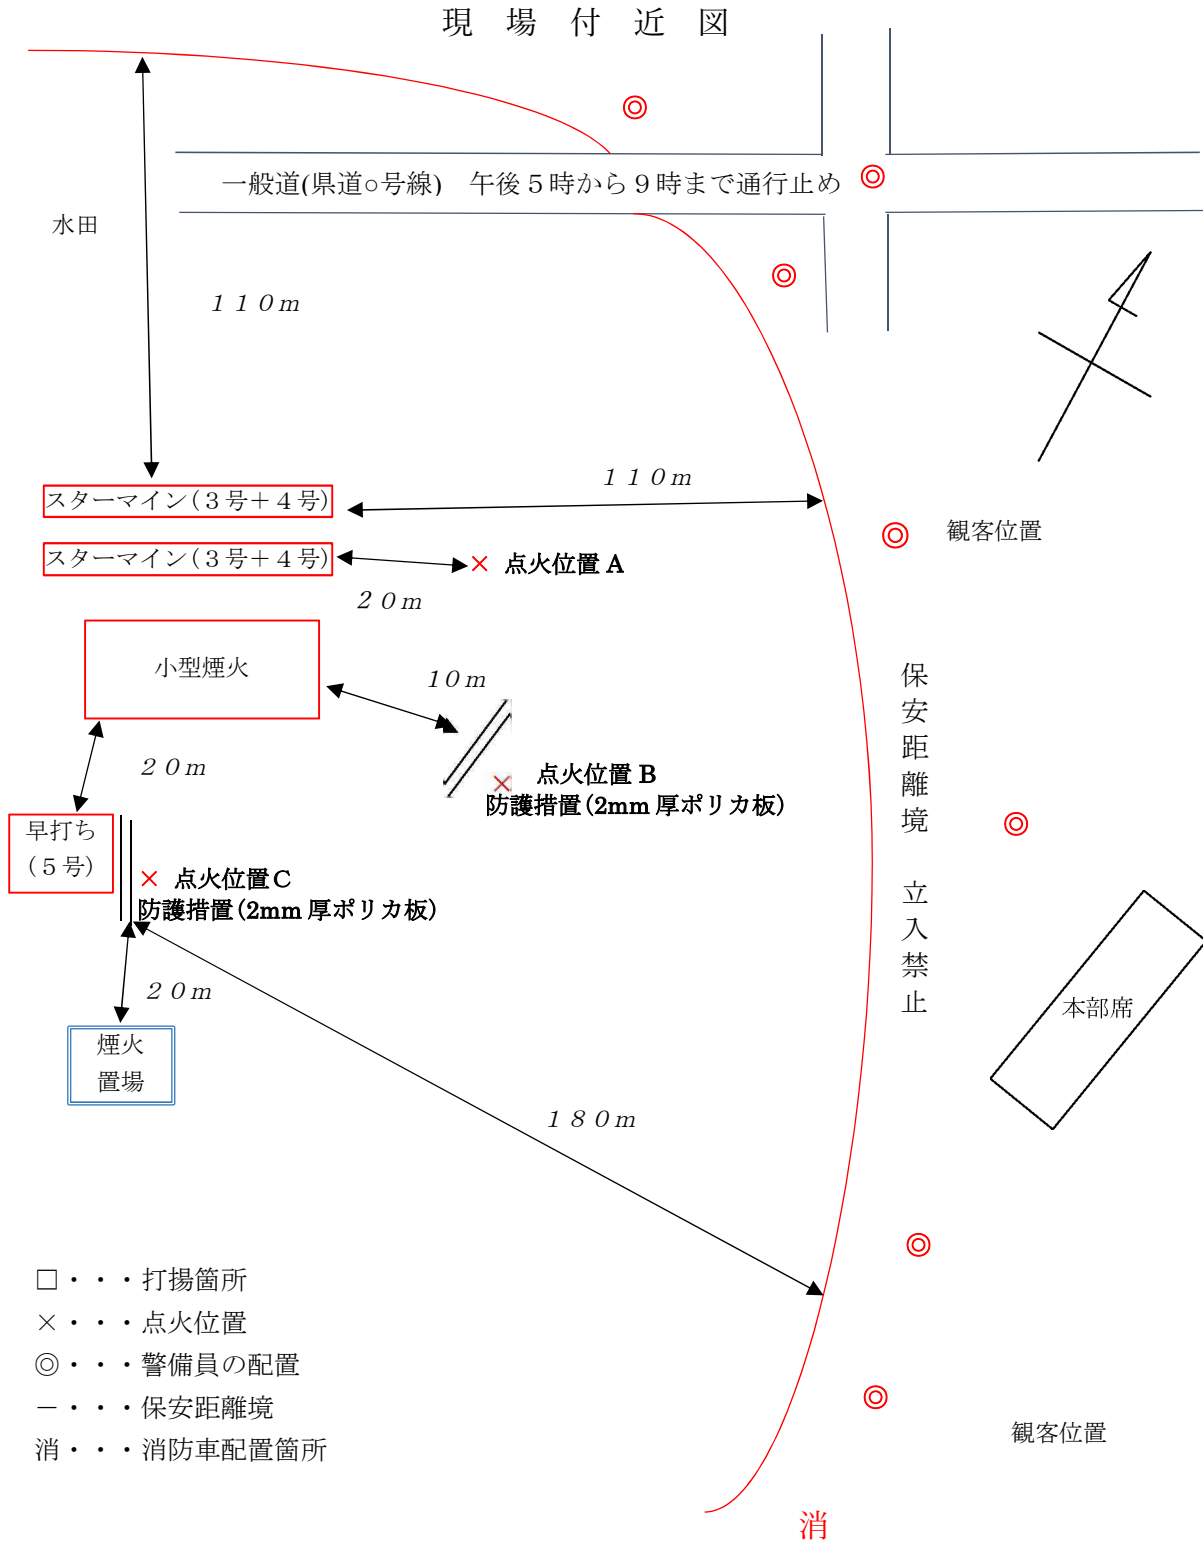 現 場 付 近 図
一般道(県道○号線)　午後５時から９時まで通行止め
水田
１１０m
１１０m
スターマイン(３号＋４号)
観客位置
スターマイン(３号＋４号)
× 点火位置 A
２０m
小型煙火
10m
保安距離境　立入禁止
２０m
点火位置 B
防護措置(2mm 厚ポリカ板)
早打ち
(５号)
× 点火位置Ｃ
防護措置(2mm 厚ポリカ板)
２０m
本部席
煙火
置場
１８０m
□・・・打揚箇所
×・・・点火位置
◎・・・警備員の配置
－・・・保安距離境
消・・・消防車配置箇所
観客位置
消